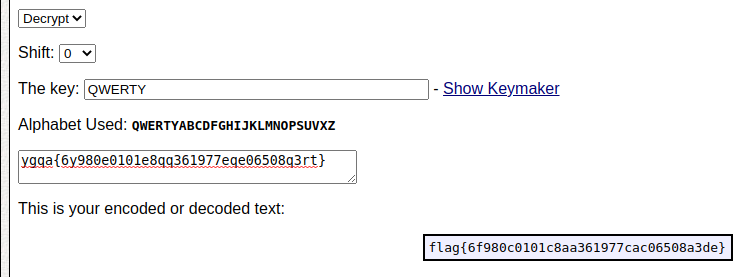 Decrypt
Shift: 0
The key: QWERTY - Show Keymaker
Alphabet Used: QWERTYABCDFGHIJKLMNOPSUVXZ
ygqa{6y980e0101e8qq361977eqe06508q3rt}
This is your encoded or decoded text:
flag{6f980c0101c8aa361977cac06508a3de}